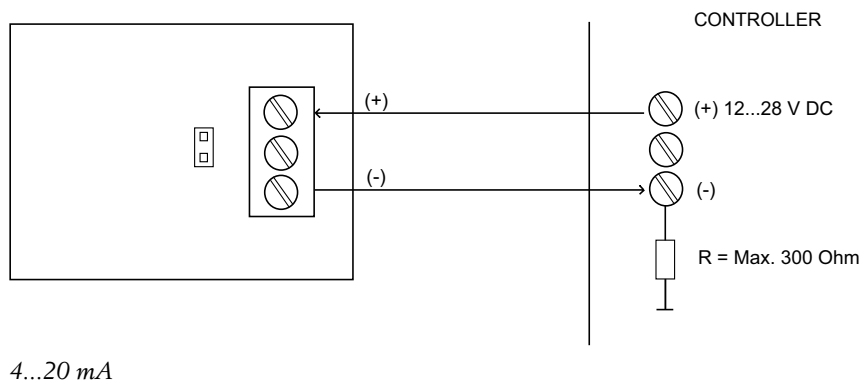 CONTROLLER
(+)
(+) 12...28 V DC
(-)
(-)
R = Max. 300 Ohm
4...20 mA